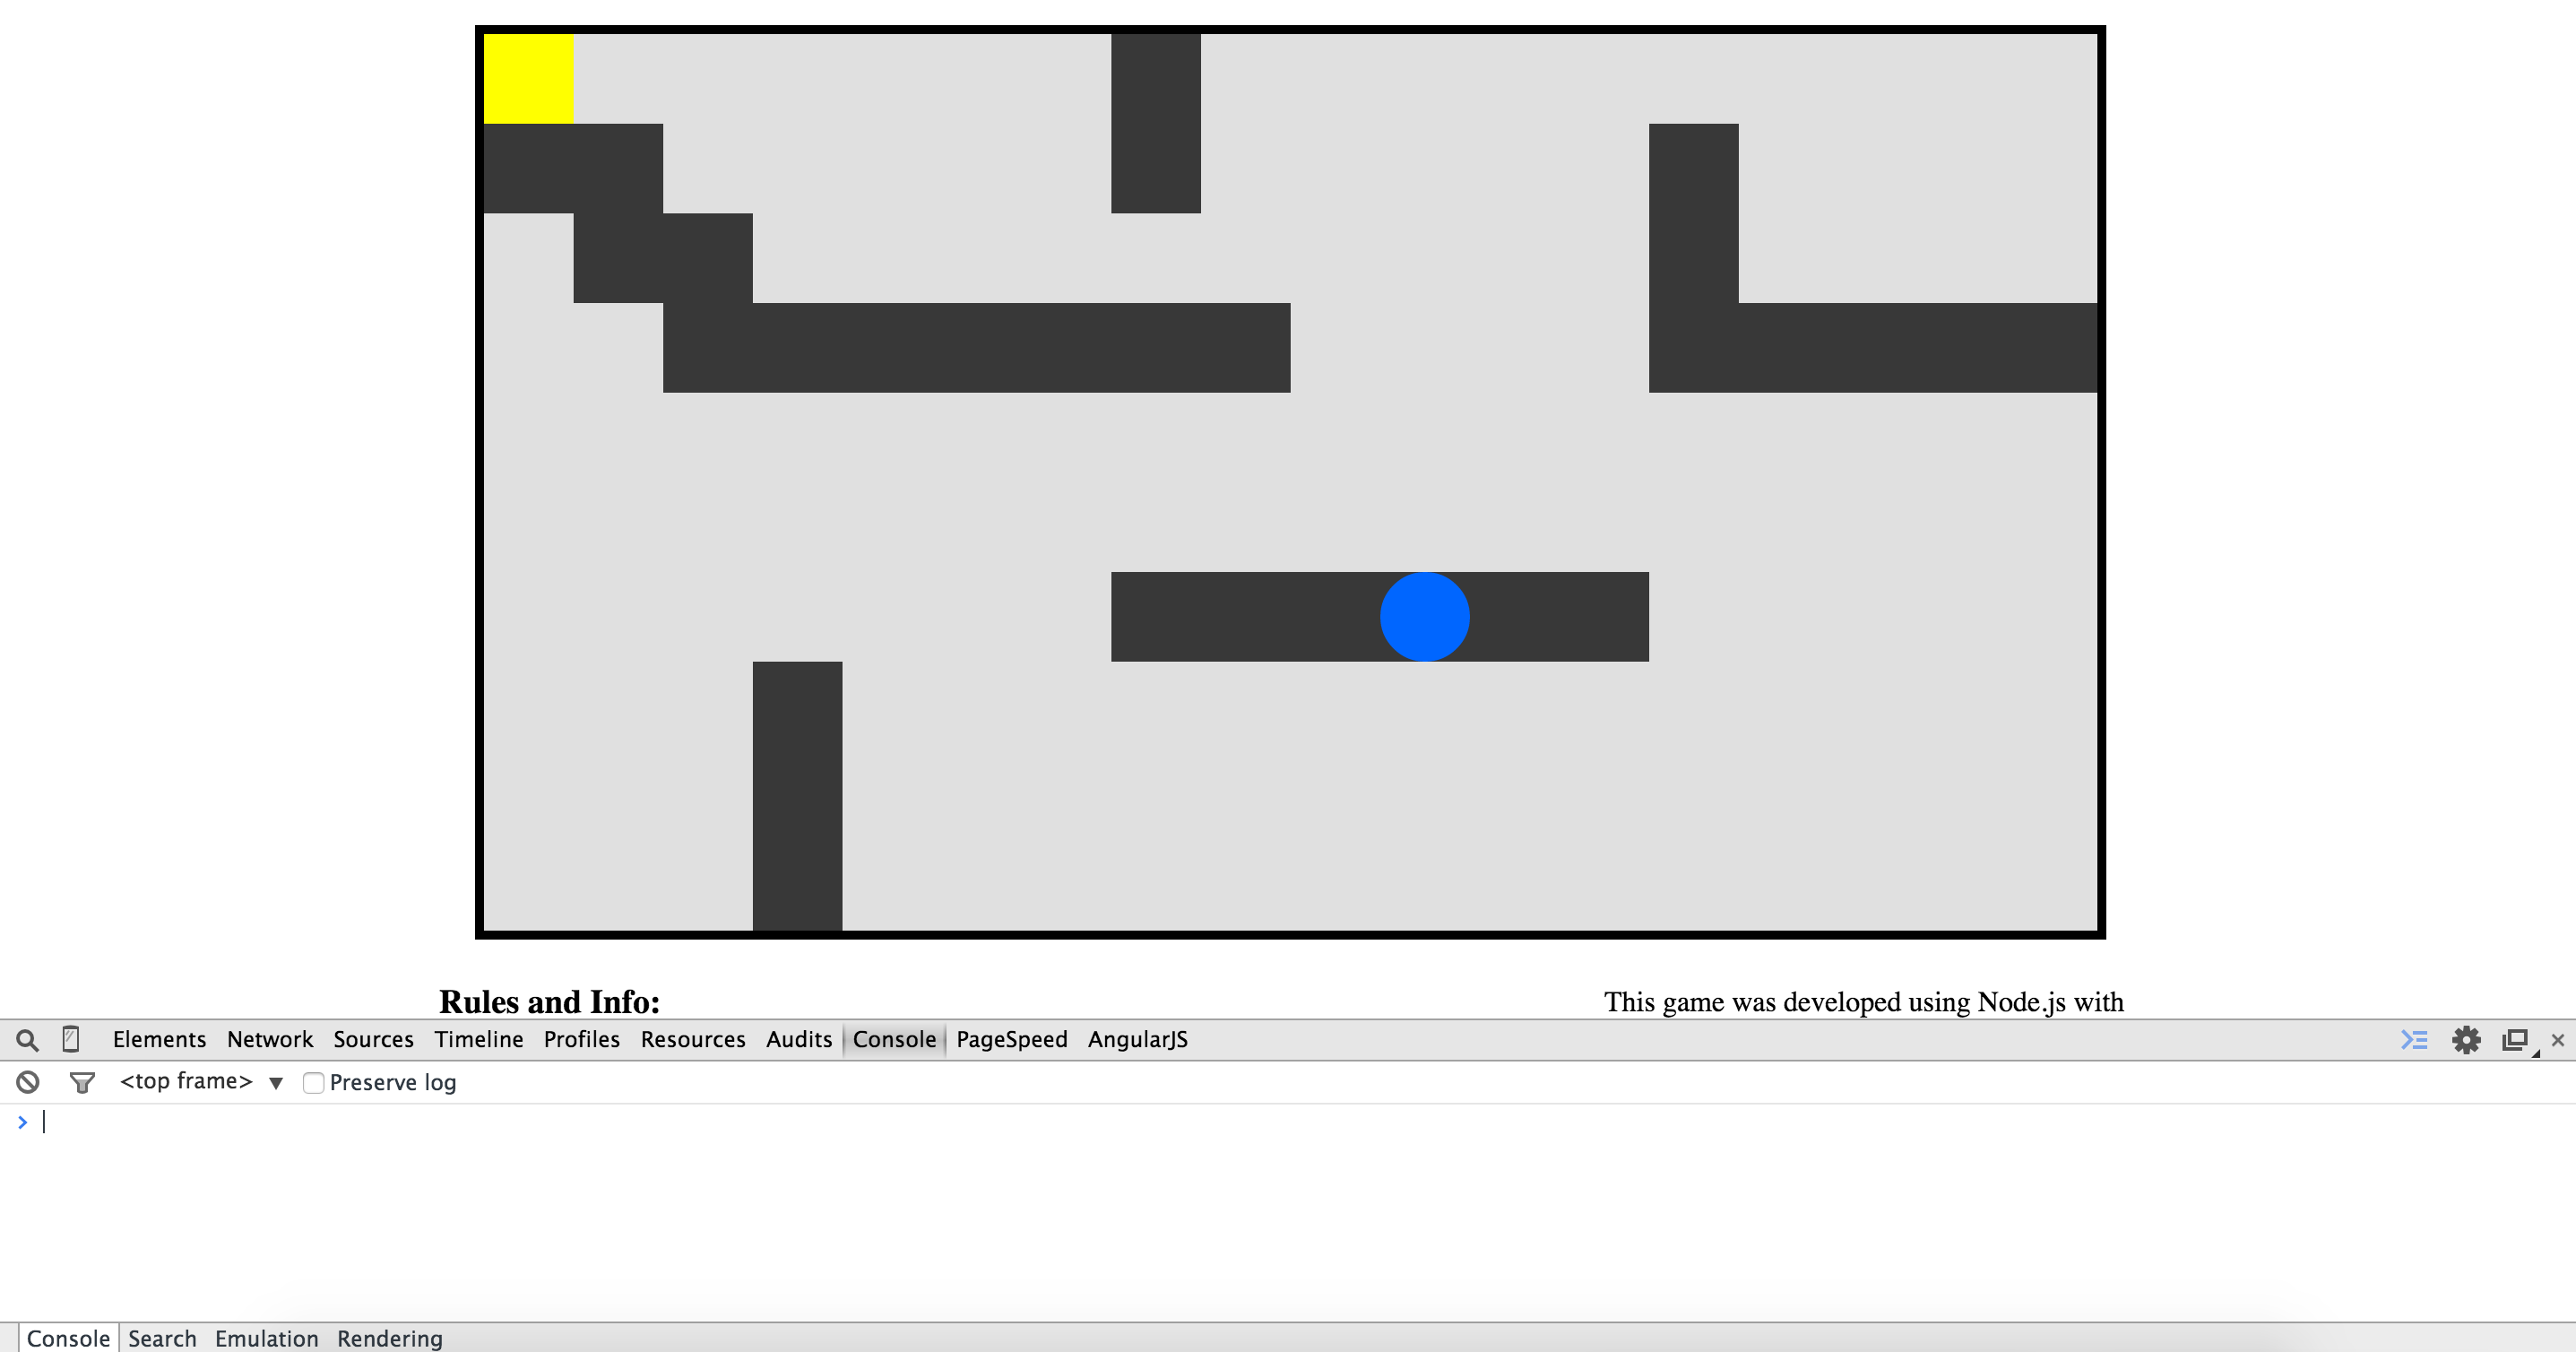 Rules and Info:
This game was developed using Node.js with
Elements Network Sources Timeline Profiles Resources Audits Console PageSpeed AngularJS
<top frame> Preserve log
Console Search Emulation Rendering